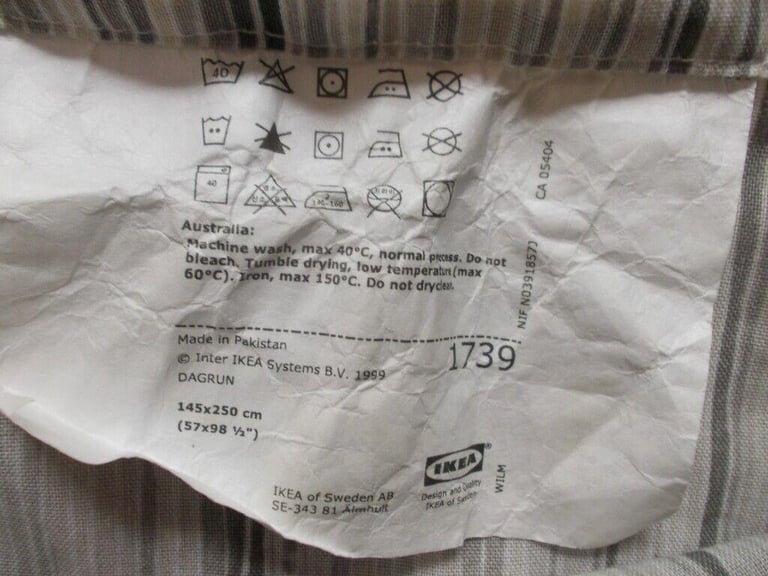 40
40
Australia:
Machine wash, max 40°C, normal process. Do not
bleach. Tumble drying, low temperature (max
60°C). Iron, max 150°C. Do not dryclean.
Made in Pakistan
© Inter IKEA Systems B.V. 1999
DAGRUN
1739
145x250 cm
(57x98 ½")
IKEA of Sweden AB
SE-343 81 Älmhult
IKEA®
Design and Quality
IKEA of Sweden
WILM
CA 05404